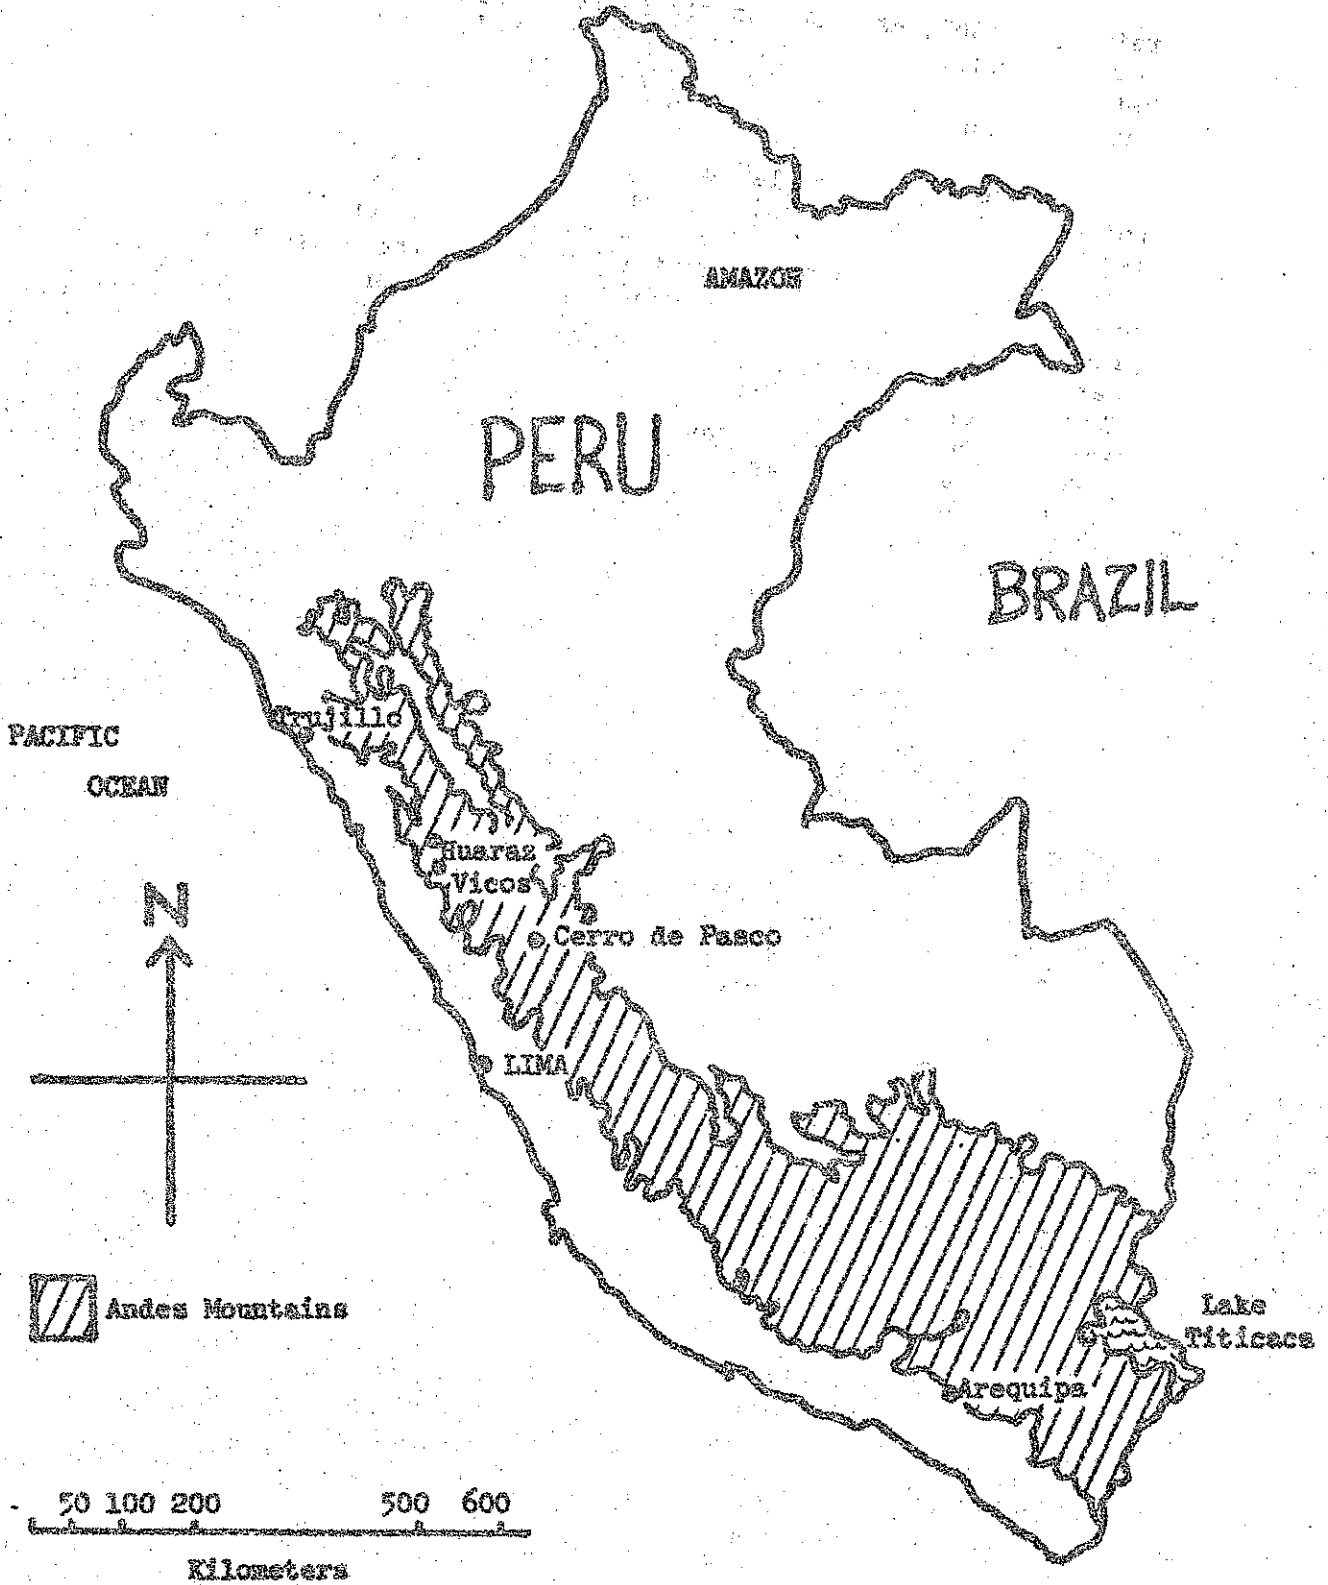 AMAZON
PERU
BRAZIL
Trujillo
PACIFIC
OCEAN
Huaraz
Vicos
N
Cerro de Pasco
LIMA
Andes Mountains
Lake
Titicaca
Arequipa
50 100 200 500 600
Kilometers